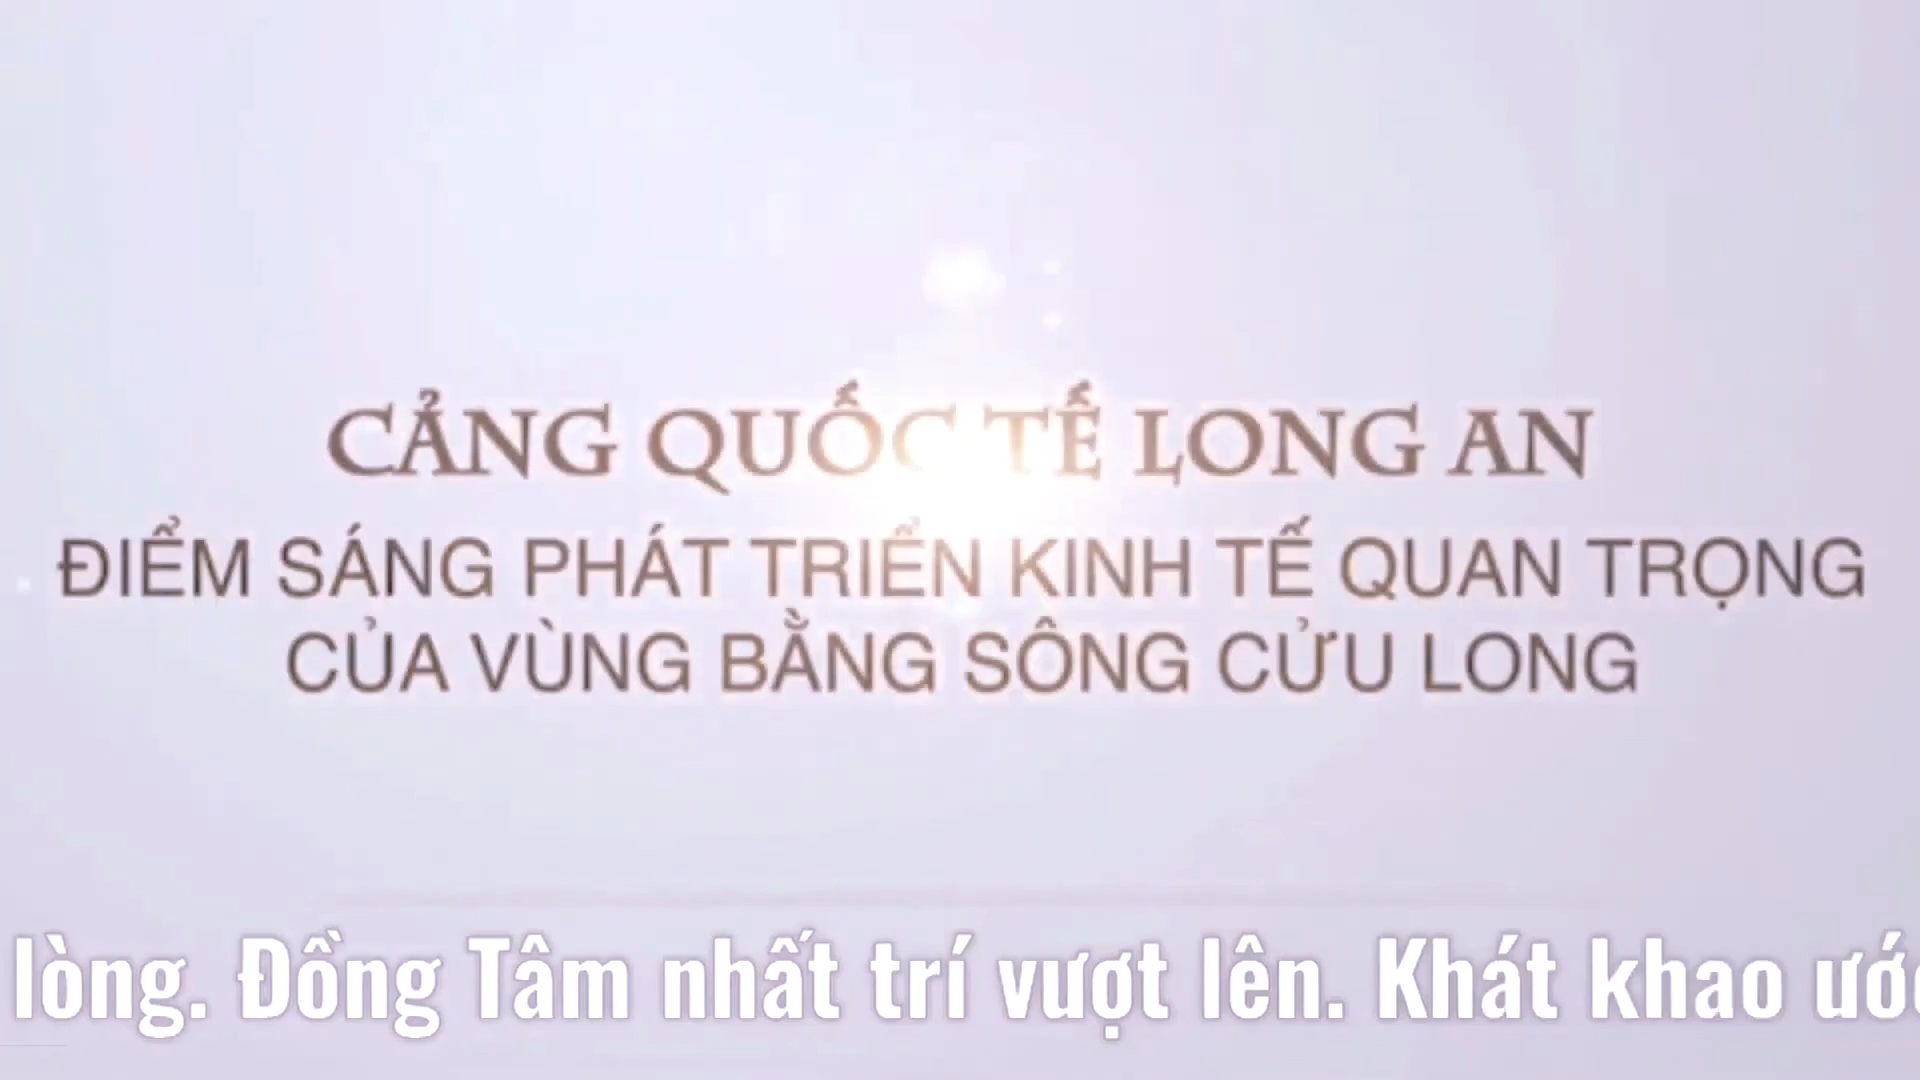 CẢNG QUỐC TẾ LONG AN
ĐIỂM SÁNG PHÁT TRIỂN KINH TẾ QUAN TRỌNG
CỦA VÙNG BẰNG SÔNG CỬU LONG
lòng. Đồng Tâm nhất trí vượt lên. Khát khao